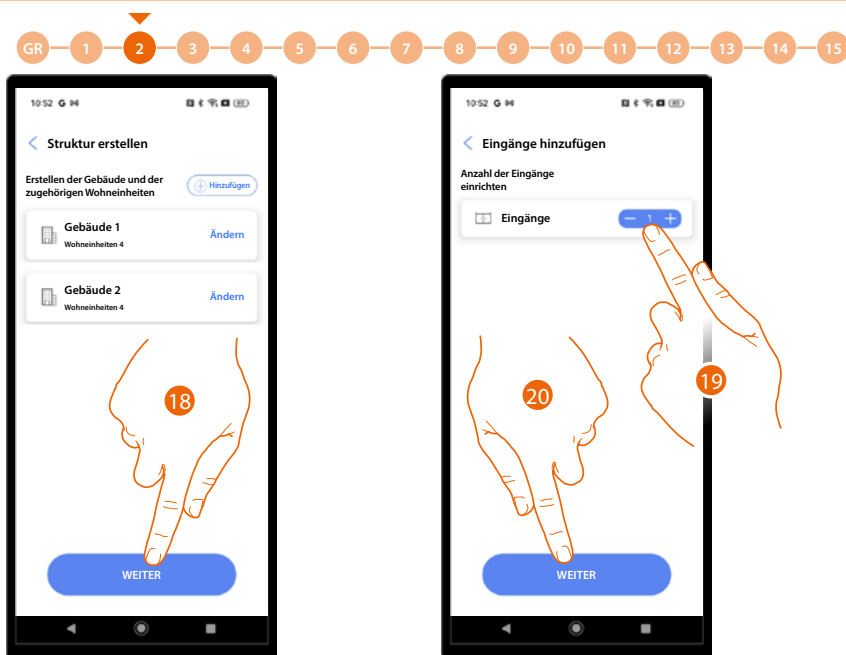 GR 1 2 3 4 5 6 7 8 9 10 11 12 13 14 15
10:52 G
85
Struktur erstellen
Erstellen der Gebäude und der
zugehörigen Wohneinheiten
Hinzufügen
Gebäude 1
Wohneinheiten 4
Ändern
Gebäude 2
Wohneinheiten 4
Ändern
18
WEITER
10:52 G
85
Eingänge hinzufügen
Anzahl der Eingänge
einrichten
Eingänge
− 1 +
19
20
WEITER